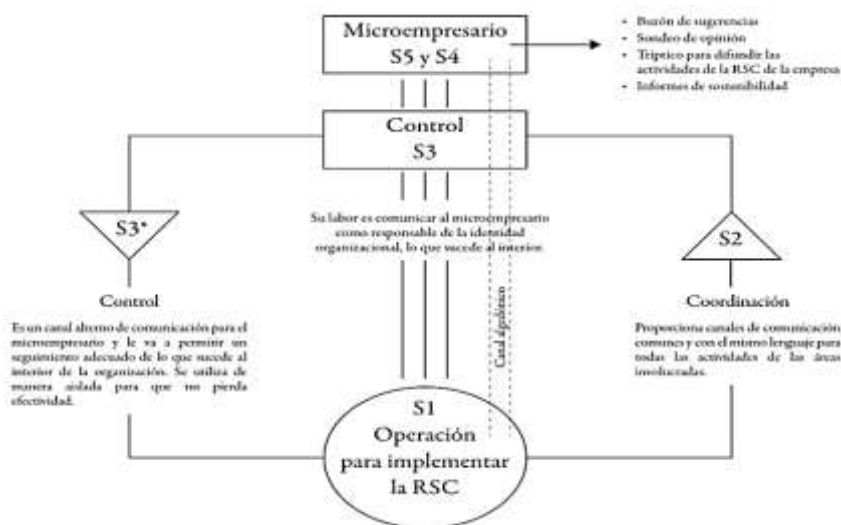 Microempresario
S5 y S4
• Buzón de sugerencias
• Sondeo de opinión
• Tríptico para difundir las
actividades de la RSC de la empresa
• Informes de sostenibilidad
Control
S3
S3*
Su labor es comunicar al microempresario
como responsable de la identidad
organizacional, lo que sucede al interior.
S2
Control
Es un canal alterno de comunicación para el
microempresario y le va a permitir un
seguimiento adecuado de lo que sucede al
interior de la organización. Se utiliza de
manera aislada para que no pierda
efectividad.
Canal algedónico
Coordinación
Proporciona canales de comunicación
comunes y con el mismo lenguaje para
todas las actividades de las áreas
involucradas.
S1
Operación
para implementar
la RSC